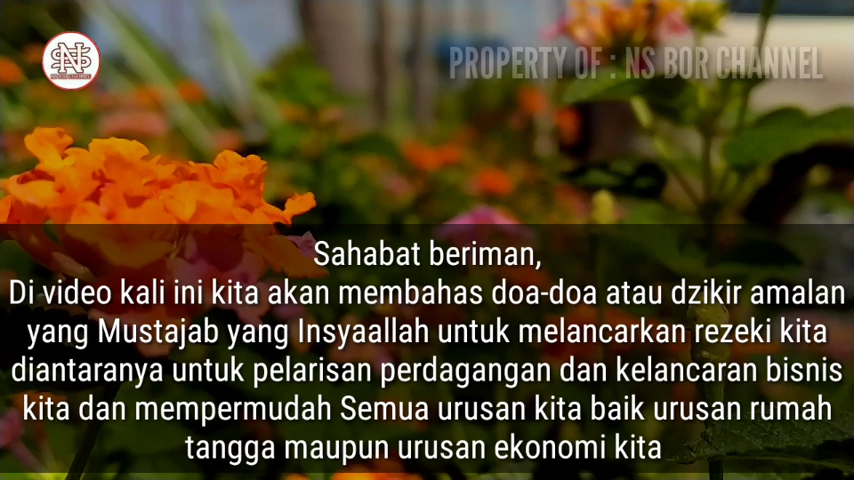 PROPERTY OF : NS BOR CHANNEL
Sahabat beriman,
Di video kali ini kita akan membahas doa-doa atau dzikir amalan
yang Mustajab yang Insyaallah untuk melancarkan rezeki kita
diantaranya untuk pelarisan perdagangan dan kelancaran bisnis
kita dan mempermudah Semua urusan kita baik urusan rumah
tangga maupun urusan ekonomi kita